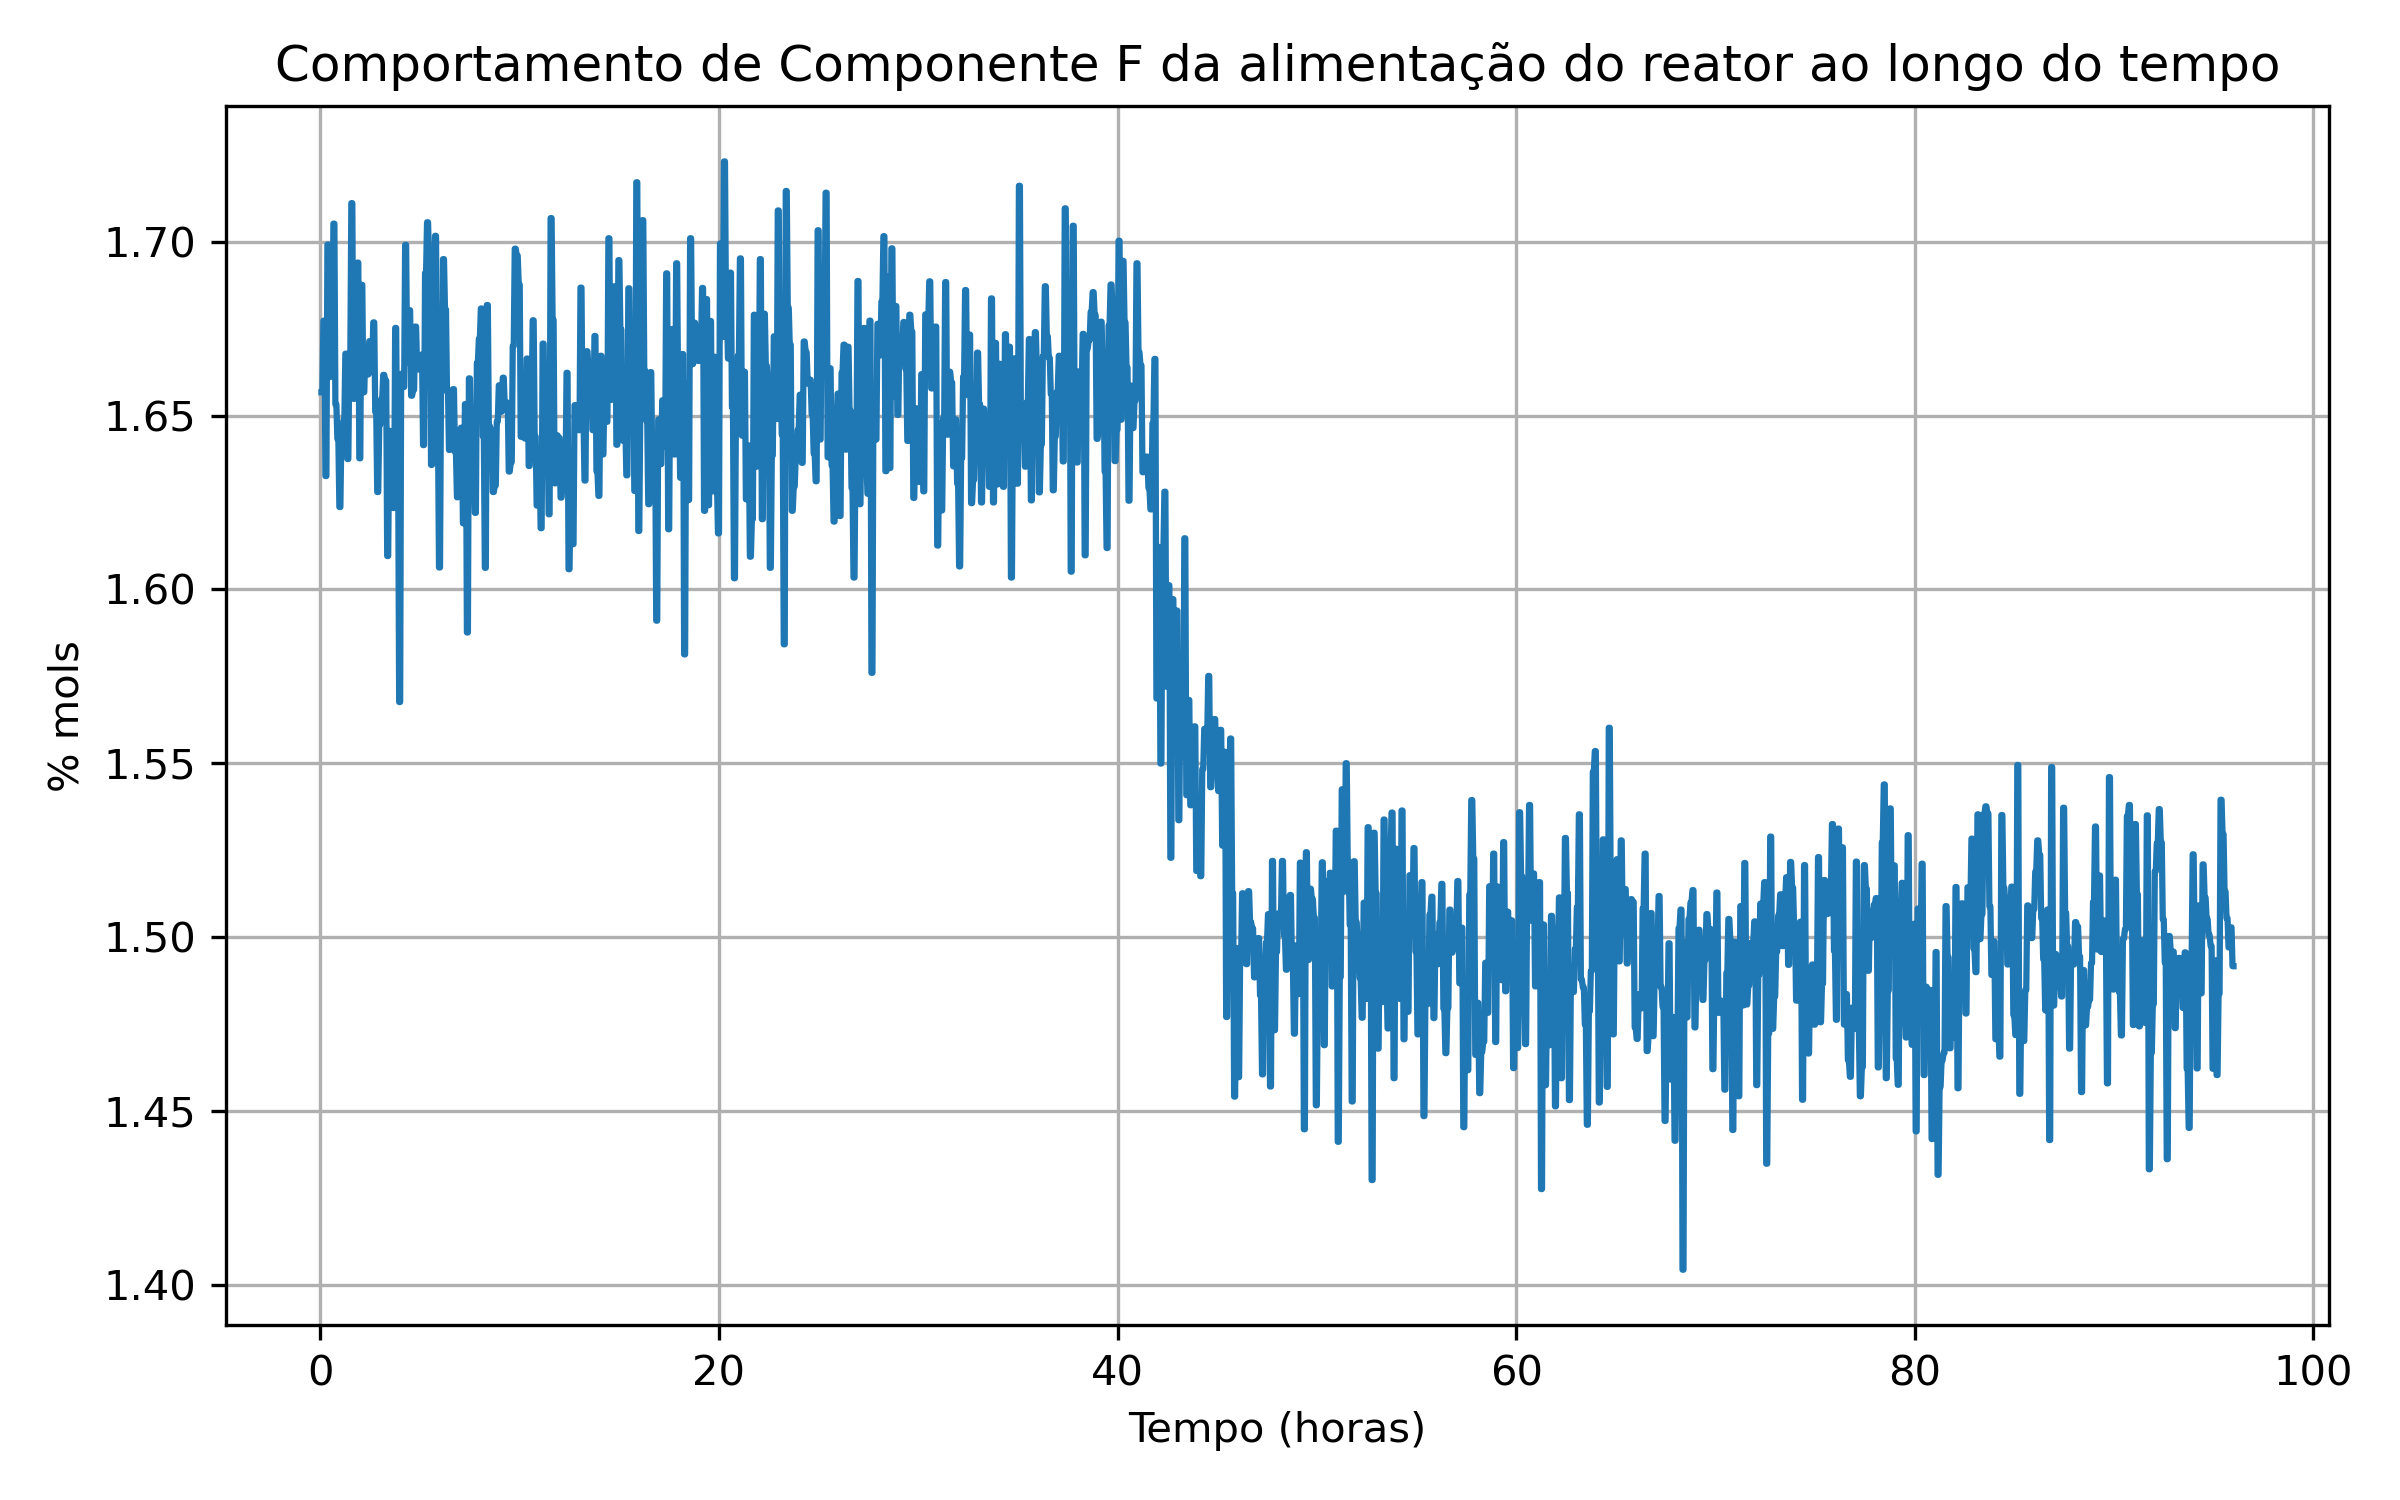 Comportamento de Componente F da alimentação do reator ao longo do tempo
% mols
1.70
1.65
1.60
1.55
1.50
1.45
1.40
0 20 40 60 80 100
Tempo (horas)